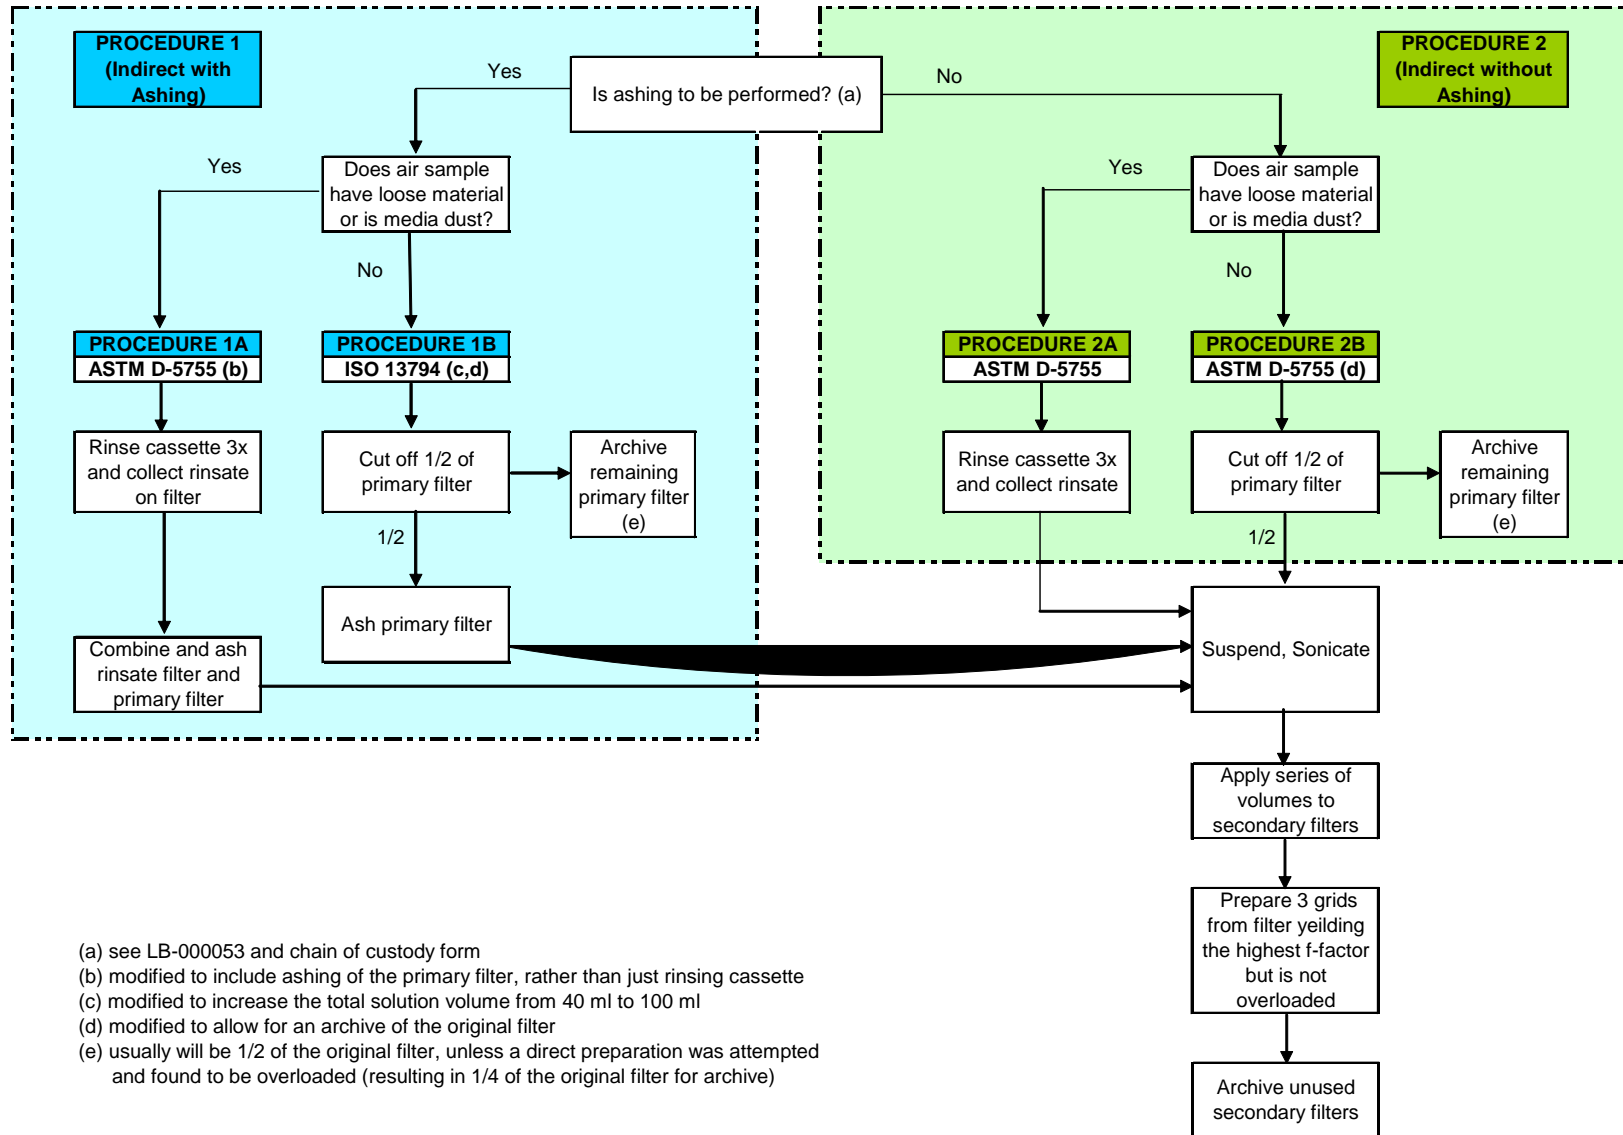 PROCEDURE 1
(Indirect with
Ashing)
Yes
Is ashing to be performed? (a)
No
PROCEDURE 2
(Indirect without
Ashing)
Yes
Does air sample
have loose material
or is media dust?
No
Yes
Does air sample
have loose material
or is media dust?
No
PROCEDURE 1A
ASTM D-5755 (b)
PROCEDURE 1B
ISO 13794 (c,d)
PROCEDURE 2A
ASTM D-5755
PROCEDURE 2B
ASTM D-5755 (d)
Rinse cassette 3x
and collect rinsate
on filter
Cut off 1/2 of
primary filter
Archive
remaining
primary filter
(e)
Rinse cassette 3x
and collect rinsate
Cut off 1/2 of
primary filter
Archive
remaining
primary filter
(e)
1/2
1/2
Ash primary filter
Combine and ash
rinsate filter and
primary filter
Suspend, Sonicate
Apply series of
volumes to
secondary filters
Prepare 3 grids
from filter yeilding
the highest f-factor
but is not
overloaded
Archive unused
secondary filters
(a) see LB-000053 and chain of custody form
(b) modified to include ashing of the primary filter, rather than just rinsing cassette
(c) modified to increase the total solution volume from 40 ml to 100 ml
(d) modified to allow for an archive of the original filter
(e) usually will be 1/2 of the original filter, unless a direct preparation was attempted
and found to be overloaded (resulting in 1/4 of the original filter for archive)